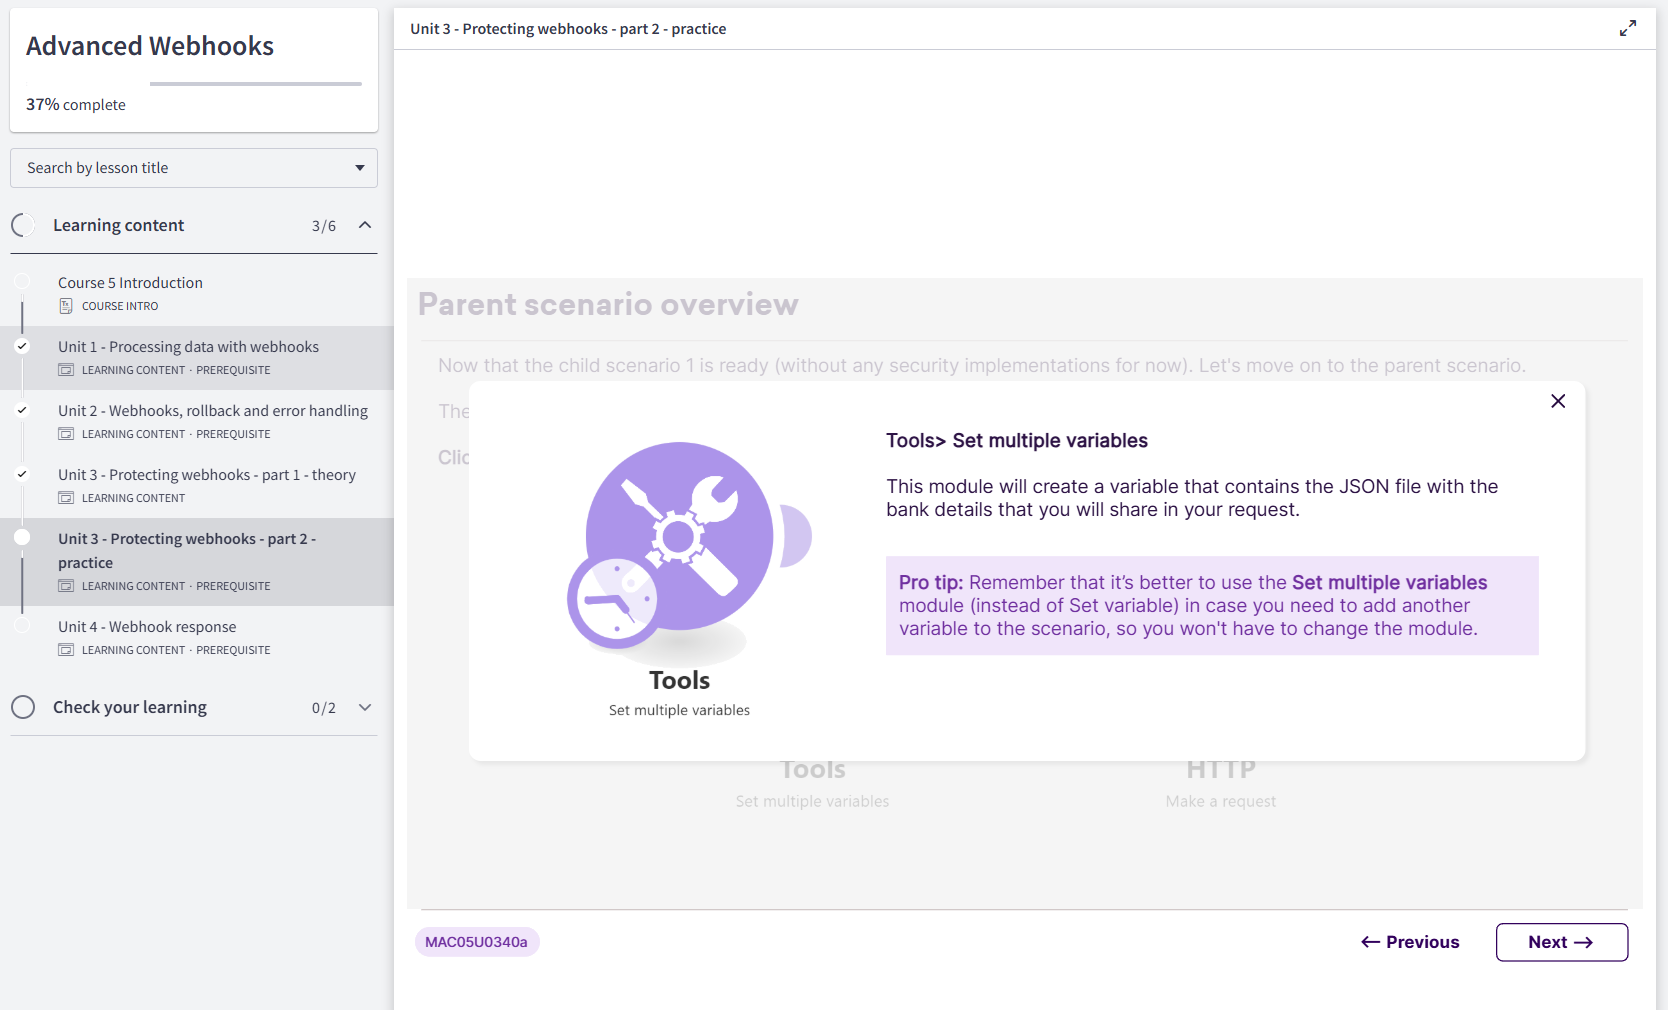 Advanced Webhooks
37% complete
Search by lesson title
Learning content 3/6
Course 5 Introduction
COURSE INTRO
Unit 1 - Processing data with webhooks
LEARNING CONTENT · PREREQUISITE
Unit 2 - Webhooks, rollback and error handling
LEARNING CONTENT · PREREQUISITE
Unit 3 - Protecting webhooks - part 1 - theory
LEARNING CONTENT
Unit 3 - Protecting webhooks - part 2 -
practice
LEARNING CONTENT · PREREQUISITE
Unit 4 - Webhook response
LEARNING CONTENT · PREREQUISITE
Check your learning 0/2
Unit 3 - Protecting webhooks - part 2 - practice
Parent scenario overview
Now that the child scenario 1 is ready (without any security implementations for now). Let's move on to the parent scenario.
The
Clic
Tools> Set multiple variables
This module will create a variable that contains the JSON file with the
bank details that you will share in your request.
Pro tip: Remember that it's better to use the Set multiple variables
module (instead of Set variable) in case you need to add another
variable to the scenario, so you won't have to change the module.
Tools
Set multiple variables
Tools
Set multiple variables
HTTP
Make a request
MAC05U0340a
← Previous
Next →